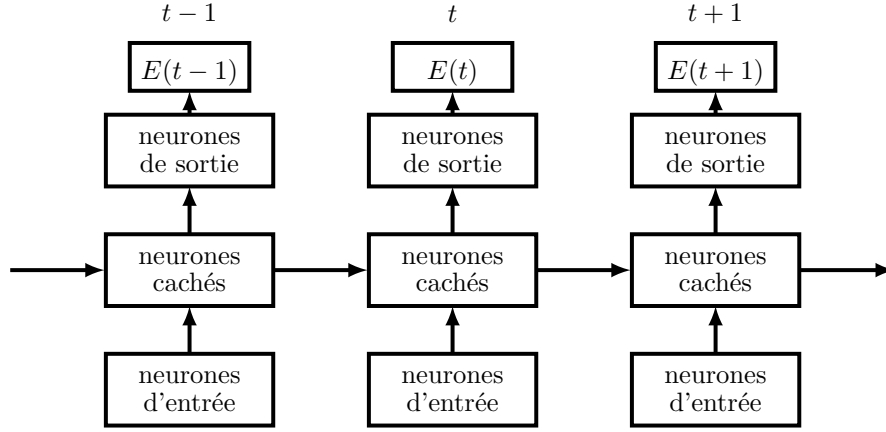 t − 1
t
t + 1
E(t − 1)
E(t)
E(t + 1)
neurones
de sortie
neurones
de sortie
neurones
de sortie
neurones
cachés
neurones
cachés
neurones
cachés
neurones
d'entrée
neurones
d'entrée
neurones
d'entrée